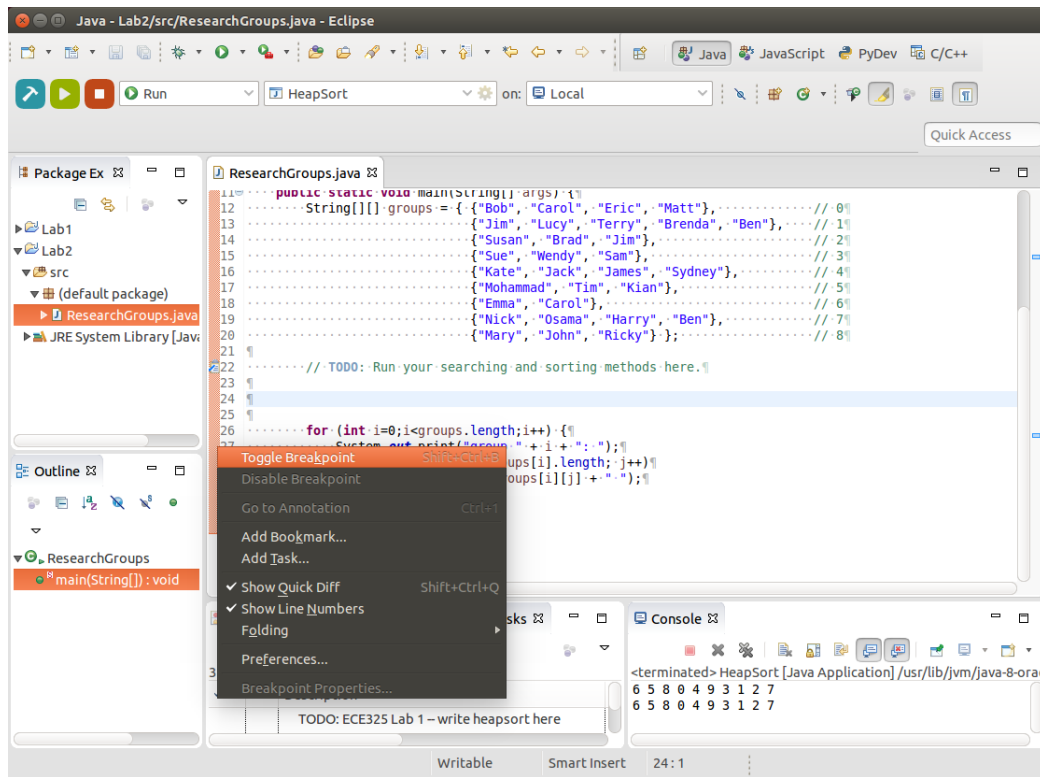 Java - Lab2/src/ResearchGroups.java - Eclipse
Java JavaScript PyDev C/C++
Run HeapSort on: Local
Quick Access
Package Ex
Lab1
Lab2
src
(default package)
ResearchGroups.java
JRE System Library [Java
Outline
ResearchGroups
main(String[]) : void
ResearchGroups.java
11 public static void main(String[] args) {
12 String[][] groups = { {"Bob", "Carol", "Eric", "Matt"}, // 0
13 {"Jim", "Lucy", "Terry", "Brenda", "Ben"}, // 1
14 {"Susan", "Brad", "Jim"}, // 2
15 {"Sue", "Wendy", "Sam"}, // 3
16 {"Kate", "Jack", "James", "Sydney"}, // 4
17 {"Mohammad", "Tim", "Kian"}, // 5
18 {"Emma", "Carol"}, // 6
19 {"Nick", "Osama", "Harry", "Ben"}, // 7
20 {"Mary", "John", "Ricky"} }; // 8
21
22 // TODO: Run your searching and sorting methods here.
23
24
25
26 for (int i=0;i<groups.length;i++) {
27 System.out.print("group " + i + ": ");
ups[i].length; j++)
oups[i][j] + " ");
Toggle Breakpoint Shift+Ctrl+B
Disable Breakpoint
Go to Annotation Ctrl+1
Add Bookmark...
Add Task...
Show Quick Diff Shift+Ctrl+Q
Show Line Numbers
Folding
Preferences...
Breakpoint Properties...
sks
3
Description
TODO: ECE325 Lab 1 – write heapsort here
Console
<terminated> HeapSort [Java Application] /usr/lib/jvm/java-8-ora
6 5 8 0 4 9 3 1 2 7
6 5 8 0 4 9 3 1 2 7
Writable Smart Insert 24 : 1